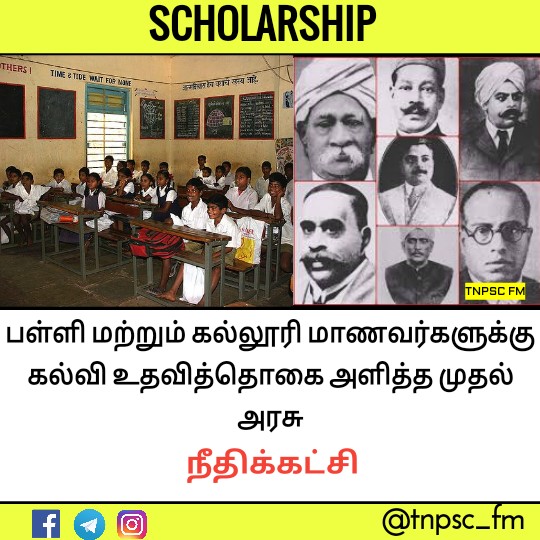 SCHOLARSHIP
OTHERS !
TIME & TIDE WAIT FOR NONE
TNPSC FM
பள்ளி மற்றும் கல்லூரி மாணவர்களுக்கு
கல்வி உதவித்தொகை அளித்த முதல்
அரசு
நீதிக்கட்சி
@tnpsc_fm